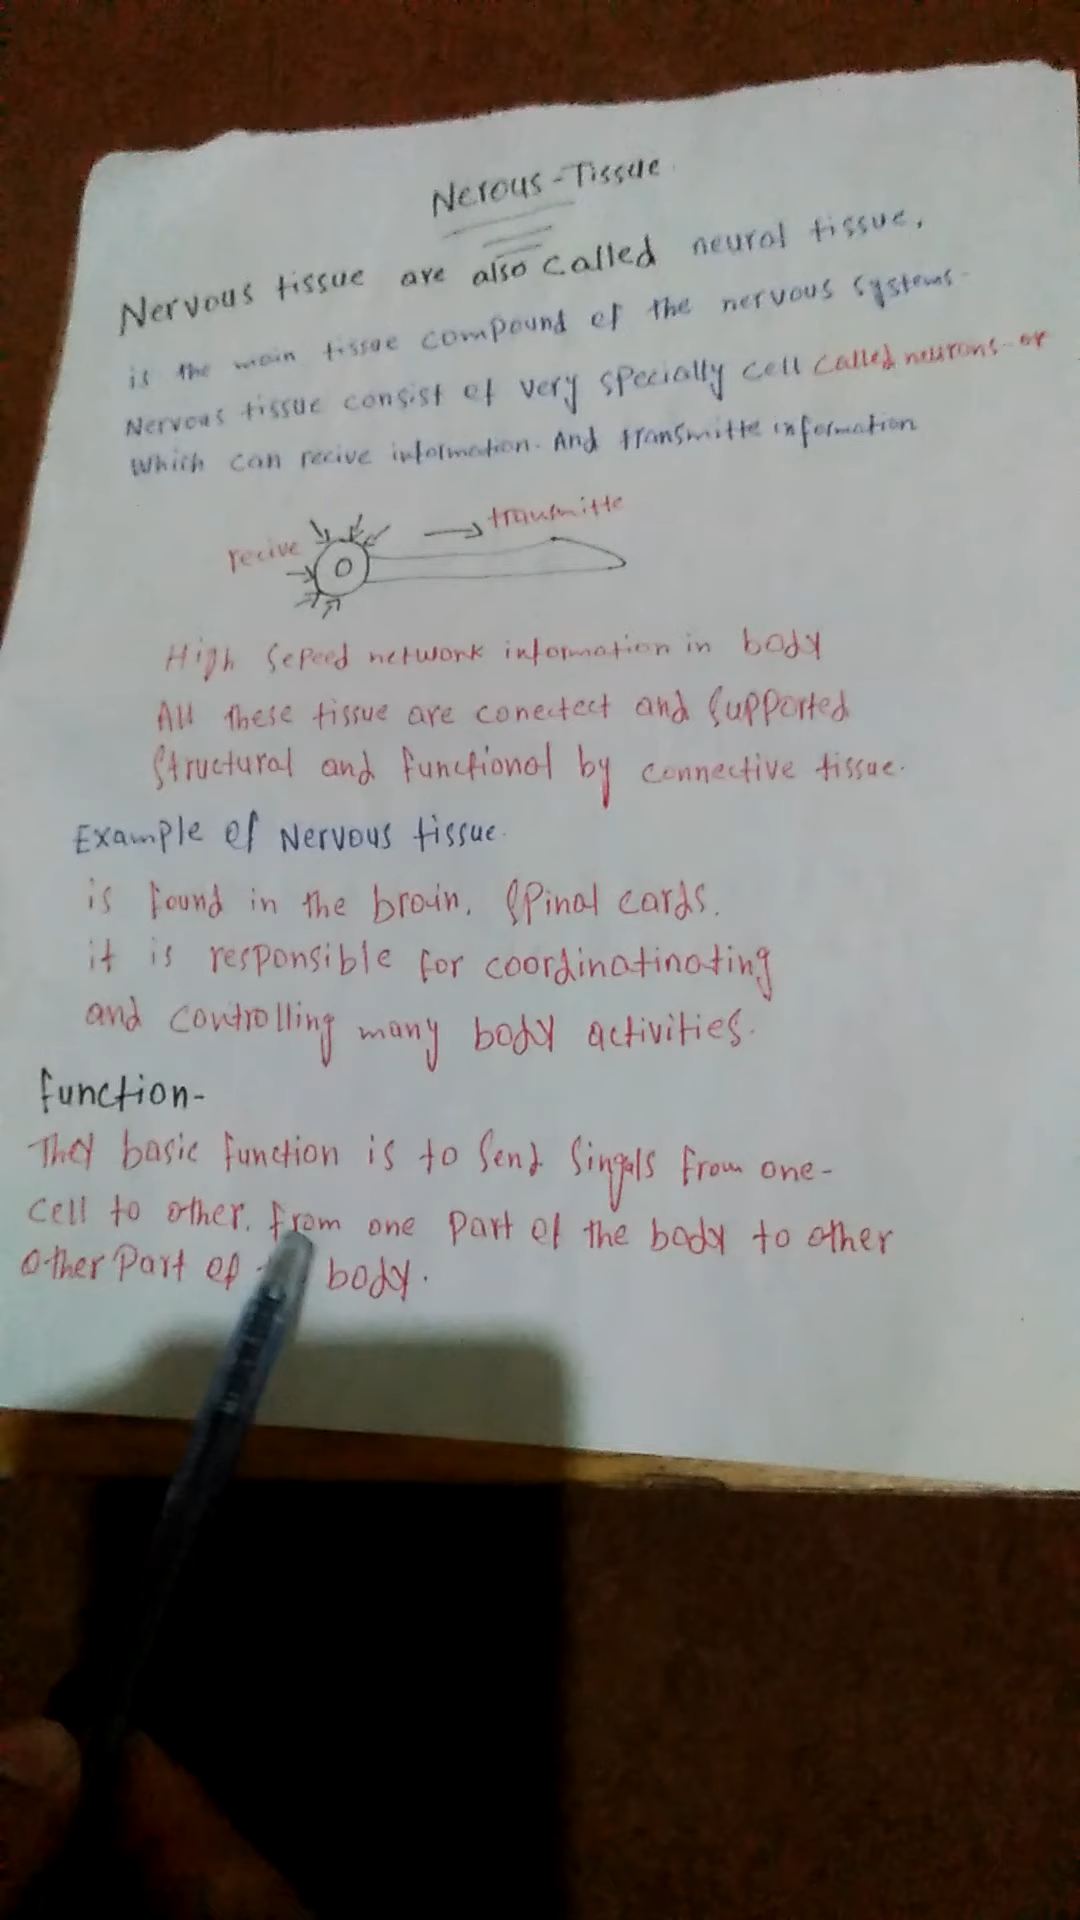 Nerous-Tissue
Nervous tissue are also called neural tissue,
is the main tissue compound of the nervous systems-
Nervous tissue consist of very specially cell called neurons-or
Which can recive information. And transmitte information
recive
transmitte
High sepeed network information in body
All these tissue are conectect and supported
structural and functional by connective tissue.
Example of Nervous tissue.
is found in the brain, spinal cards.
it is responsible for coordinatinating
and controlling many body activities.
function-
They basic function is to send singals from one-
cell to other. from one part of the body to other
other part of body.